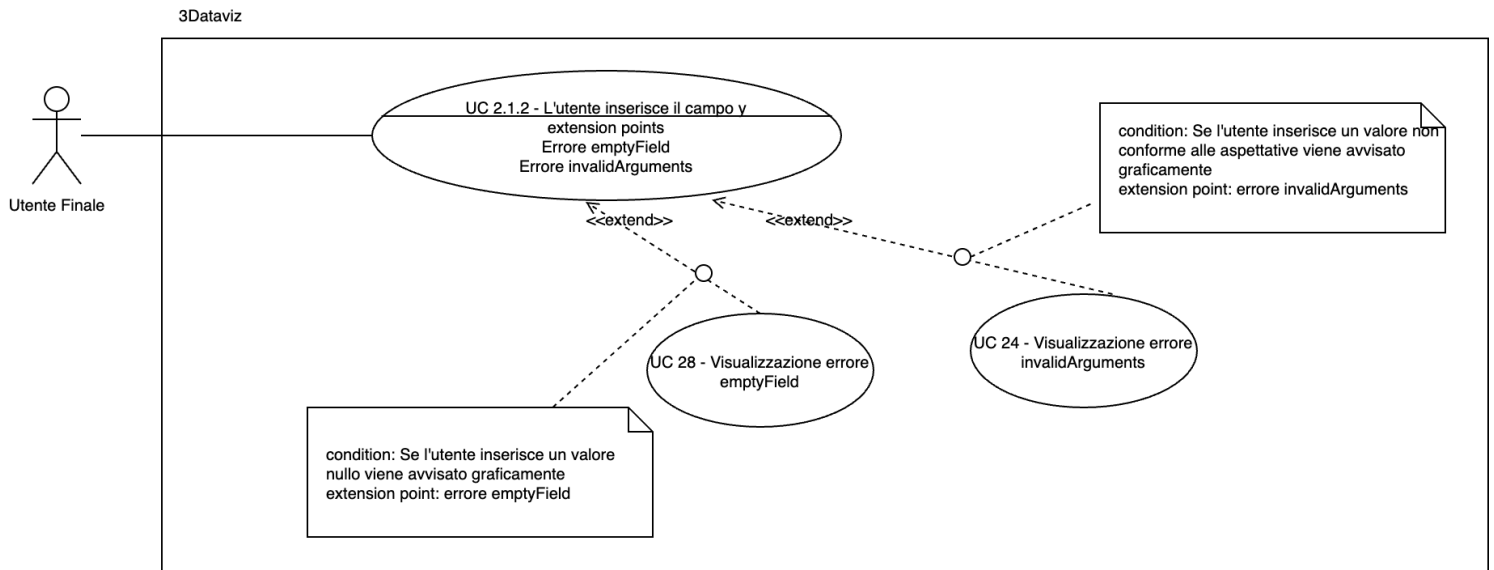 3Dataviz
Utente Finale
UC 2.1.2 - L'utente inserisce il campo y
extension points
Errore emptyField
Errore invalidArguments
condition: Se l'utente inserisce un valore non
conforme alle aspettative viene avvisato
graficamente
extension point: errore invalidArguments
<<extend>>
<<extend>>
UC 28 - Visualizzazione errore
emptyField
UC 24 - Visualizzazione errore
invalidArguments
condition: Se l'utente inserisce un valore
nullo viene avvisato graficamente
extension point: errore emptyField